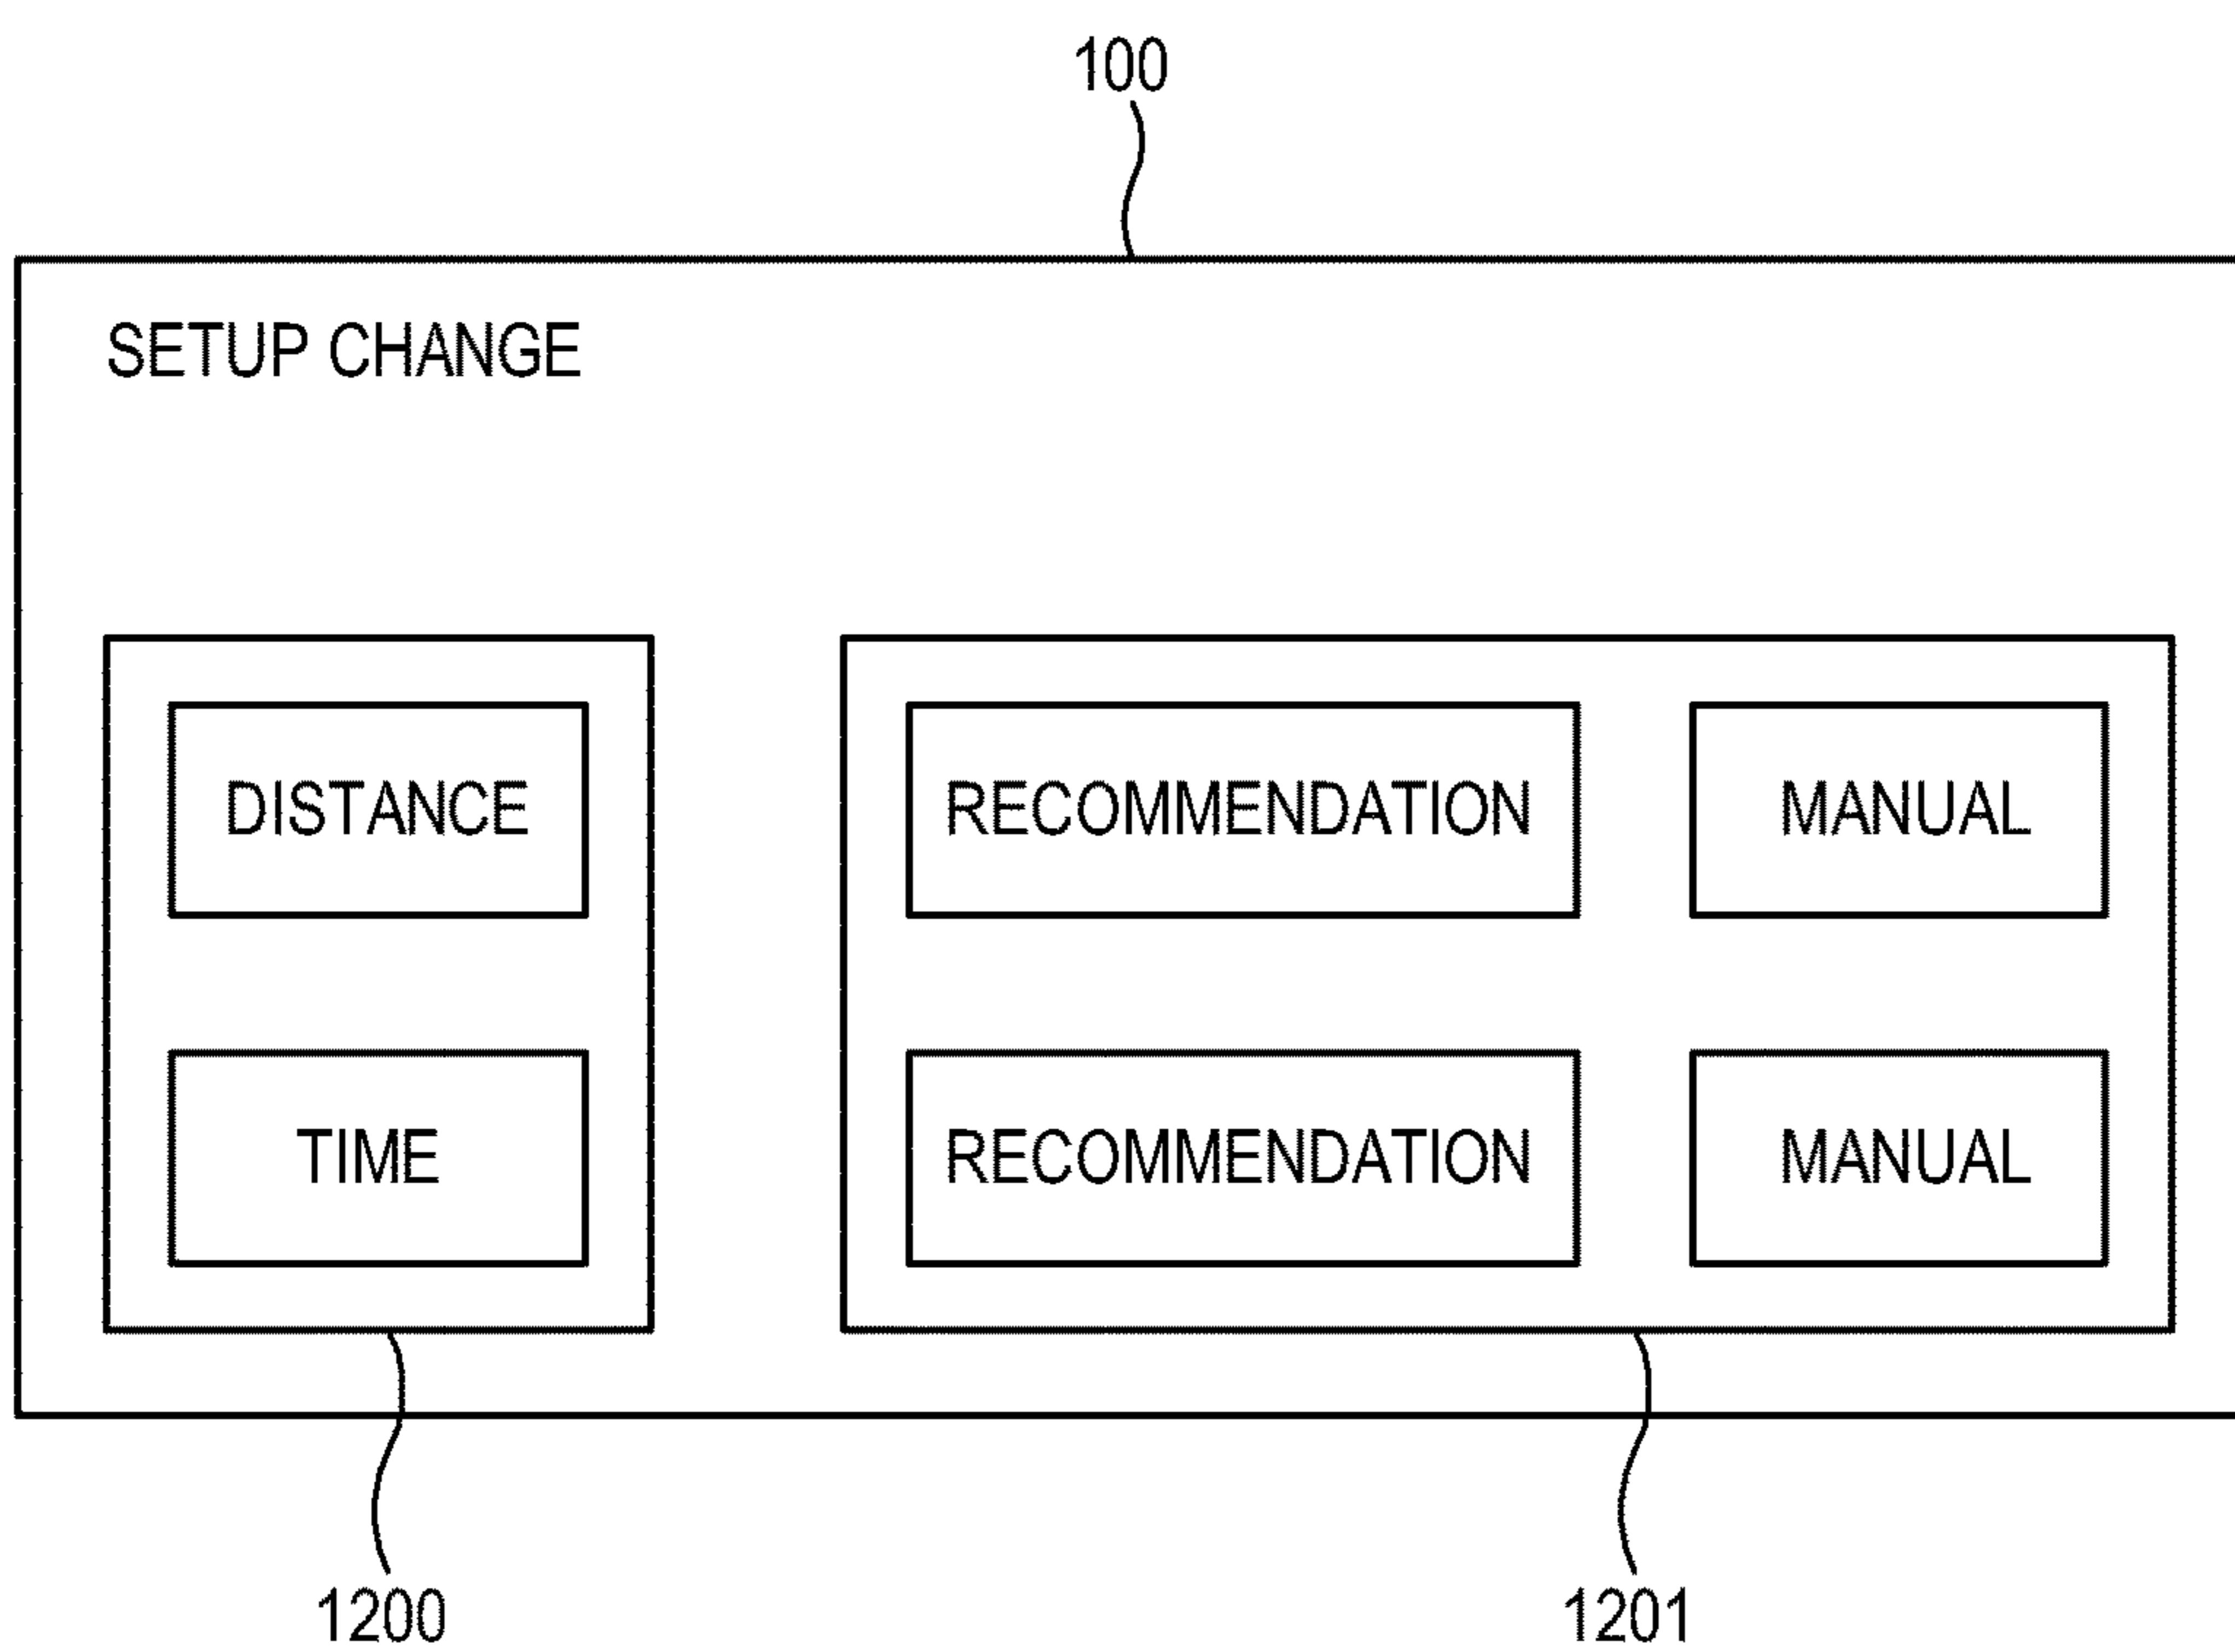 100
SETUP CHANGE
DISTANCE RECOMMENDATION MANUAL
TIME RECOMMENDATION MANUAL
1200 1201